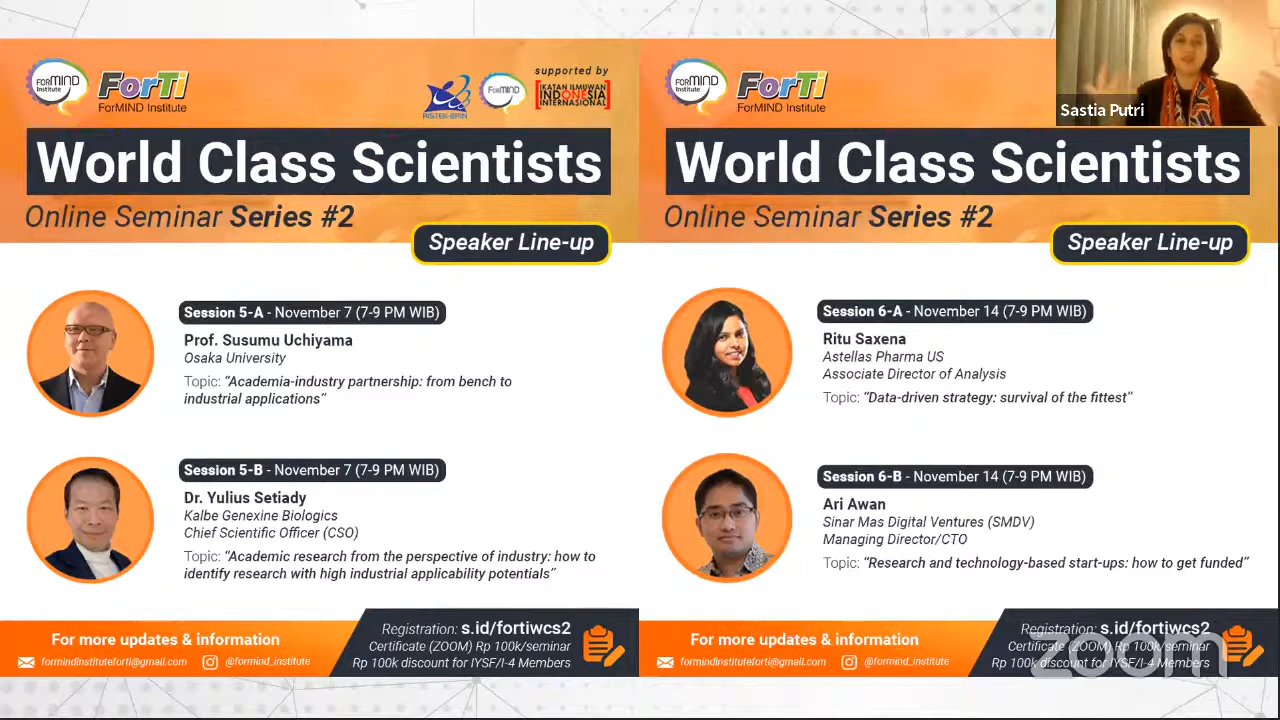 FORMIND
Institute
ForTi
ForMIND Institute
RISTEK-BRIN
FORMIND
supported by
IKATAN ILMUWAN
INDONESIA
INTERNASIONAL
World Class Scientists
Online Seminar Series #2
Speaker Line-up
Session 5-A - November 7 (7-9 PM WIB)
Prof. Susumu Uchiyama
Osaka University
Topic: “Academia-industry partnership: from bench to
industrial applications”
Session 5-B - November 7 (7-9 PM WIB)
Dr. Yulius Setiady
Kalbe Genexine Biologics
Chief Scientific Officer (CSO)
Topic: “Academic research from the perspective of industry: how to
identify research with high industrial applicability potentials”
For more updates & information
formindinstituteforti@gmail.com
@formind_institute
Registration: s.id/fortiwcs2
Certificate (ZOOM) Rp 100k/seminar
Rp 100k discount for IYSF/I-4 Members
FORMIND
Institute
ForTi
ForMIND Institute
Sastia Putri
World Class Scientists
Online Seminar Series #2
Speaker Line-up
Session 6-A - November 14 (7-9 PM WIB)
Ritu Saxena
Astellas Pharma US
Associate Director of Analysis
Topic: “Data-driven strategy: survival of the fittest”
Session 6-B - November 14 (7-9 PM WIB)
Ari Awan
Sinar Mas Digital Ventures (SMDV)
Managing Director/CTO
Topic: “Research and technology-based start-ups: how to get funded”
For more updates & information
formindinstituteforti@gmail.com
@formind_institute
Registration: s.id/fortiwcs2
Certificate (ZOOM) Rp 100k/seminar
Rp 100k discount for IYSF/I-4 Members
zoom